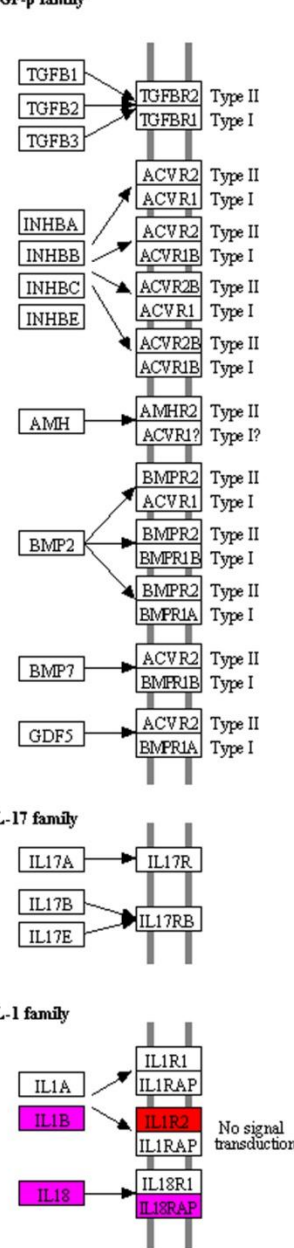 GF-β family
TGFB1
TGFB2
TGFB3
TGFBR2 Type II
TGFBR1 Type I
INHBA
INHBB
INHBC
INHBE
ACVR2 Type II
ACVR1 Type I
ACVR2 Type II
ACVR1B Type I
ACVR2B Type II
ACVR1 Type I
ACVR2B Type II
ACVR1B Type I
AMH
AMHR2 Type II
ACVR1? Type I?
BMP2
BMPR2 Type II
ACVR1 Type I
BMPR2 Type II
BMPR1B Type I
BMPR2 Type II
BMPR1A Type I
BMP7
ACVR2 Type II
BMPR1B Type I
GDF5
ACVR2 Type II
BMPR1A Type I
L-17 family
IL17A
IL17R
IL17B
IL17E
IL17RB
L-1 family
IL1A
IL1B
IL1R1
IL1RAP
IL1R2
IL1RAP
No signal
transduction
IL18
IL18R1
IL18RAP